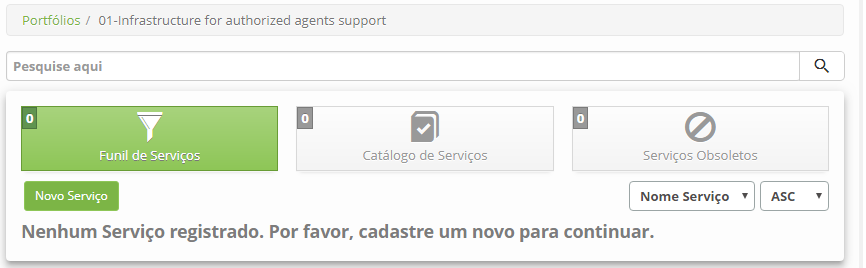 Portfólios / 01-Infrastructure for authorized agents support
Pesquise aqui
0
Funil de Serviços
0
Catálogo de Serviços
0
Serviços Obsoletos
Novo Serviço
Nome Serviço
ASC
Nenhum Serviço registrado. Por favor, cadastre um novo para continuar.